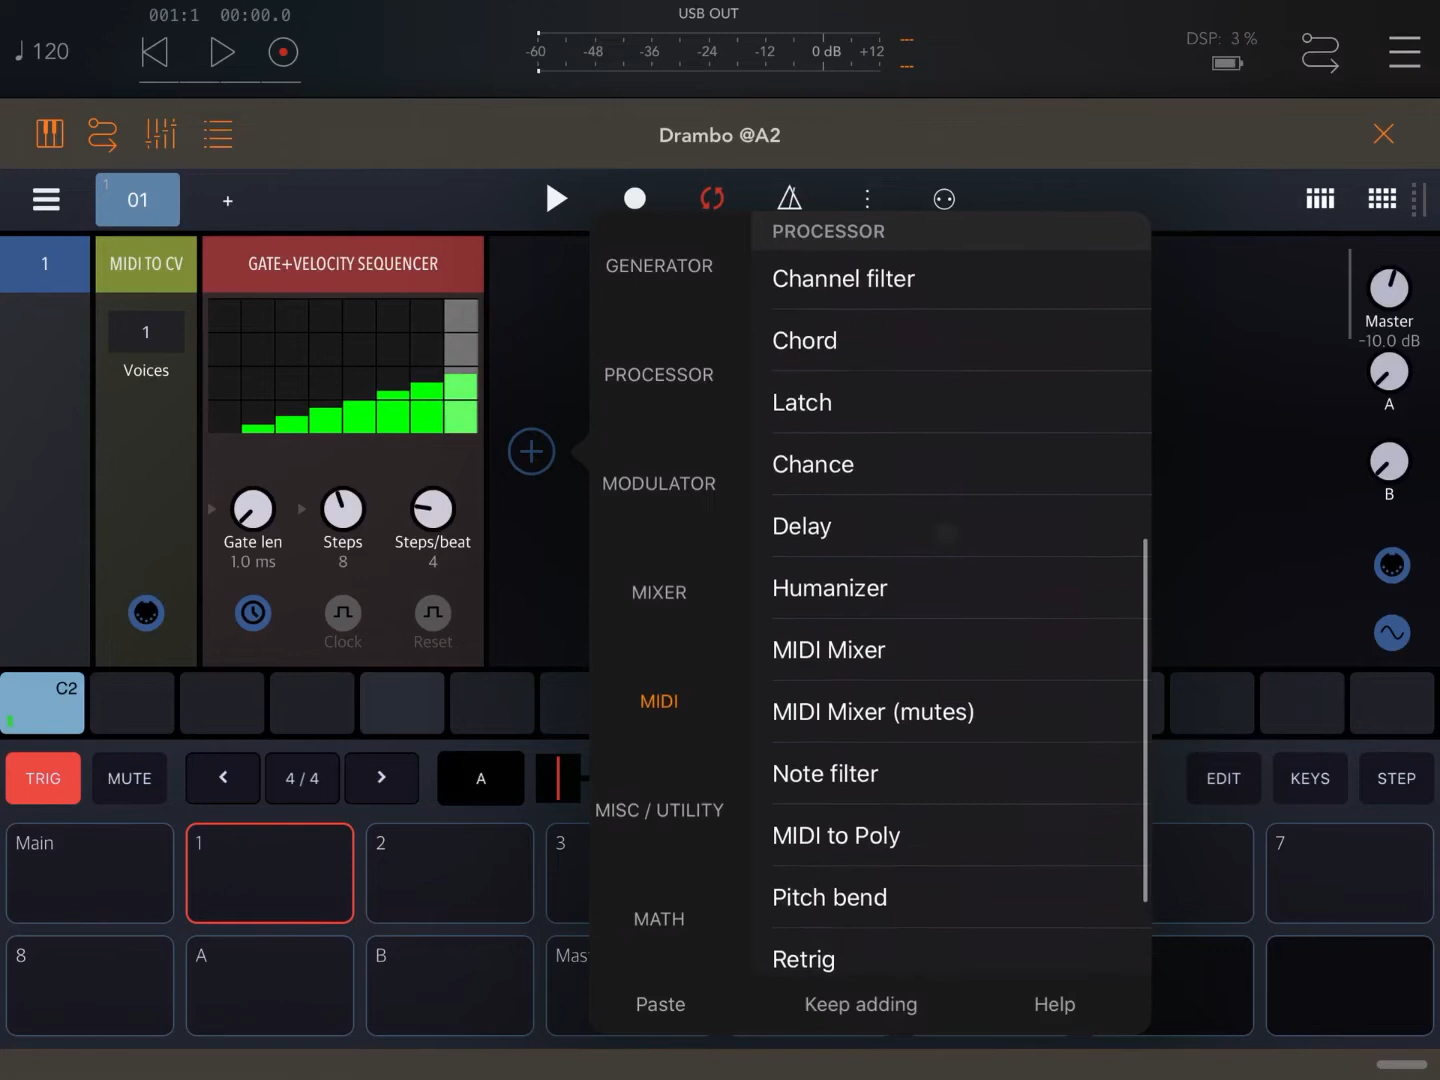 001:1 00:00.0
USB OUT
120
-60 -48 -36 -24 -12 0 dB +12
DSP: 3 %
Drambo @A2
1
01
+
1
MIDI TO CV
GATE+VELOCITY SEQUENCER
1
Voices
Gate len
1.0 ms
Steps
8
Steps/beat
4
Clock
Reset
GENERATOR
PROCESSOR
MODULATOR
MIXER
MIDI
MISC / UTILITY
MATH
PROCESSOR
Channel filter
Chord
Latch
Chance
Delay
Humanizer
MIDI Mixer
MIDI Mixer (mutes)
Note filter
MIDI to Poly
Pitch bend
Retrig
Paste
Keep adding
Help
Master
-10.0 dB
A
B
C2
TRIG
MUTE
<
4 / 4
>
A
EDIT
KEYS
STEP
Main
1
2
3
7
8
A
B
Mas